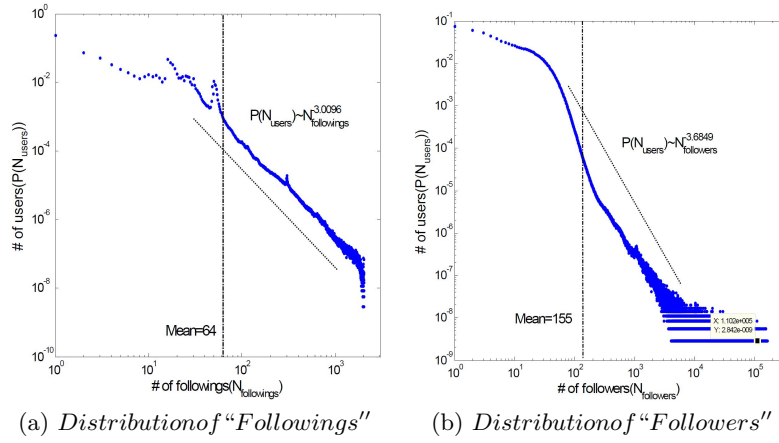 10^0
10^-2
10^-4
10^-6
10^-8
10^-10
# of users(P(N_users))
P(N_users)~N_followings^-3.0096
Mean=64
10^0 10^1 10^2 10^3
# of followings(N_followings)
(a) Distributionof “Followings”
10^-1
10^-2
10^-3
10^-4
10^-5
10^-6
10^-7
10^-8
10^-9
# of users(P(N_users))
P(N_users)~N_followers^-3.6849
Mean=155
X: 1.102e+005
Y: 2.842e-009
10^0 10^1 10^2 10^3 10^4 10^5
# of followers(N_followers)
(b) Distributionof “Followers”